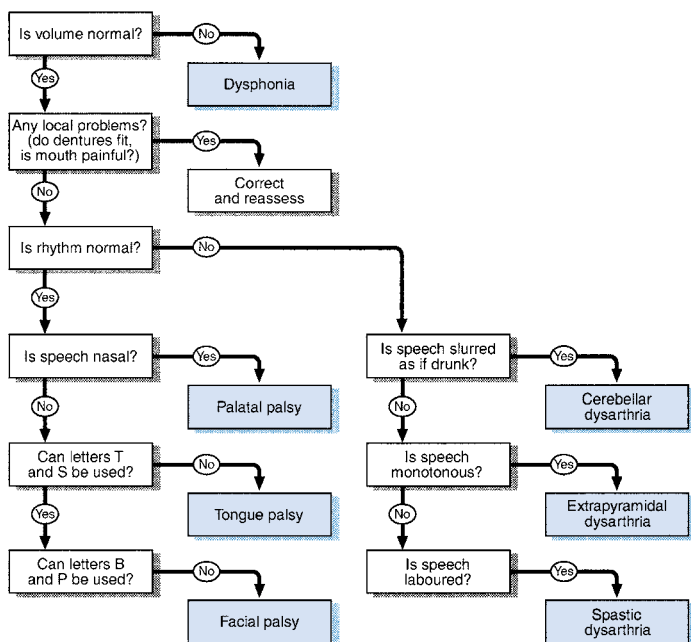 Is volume normal?
No
Yes
Dysphonia
Any local problems?
(do dentures fit,
is mouth painful?)
Yes
No
Correct
and reassess
Is rhythm normal?
No
Yes
Is speech nasal?
Yes
No
Palatal palsy
Can letters T
and S be used?
No
Yes
Tongue palsy
Can letters B
and P be used?
No
Facial palsy
Is speech slurred
as if drunk?
Yes
No
Cerebellar
dysarthria
Is speech
monotonous?
Yes
No
Extrapyramidal
dysarthria
Is speech
laboured?
Yes
Spastic
dysarthria